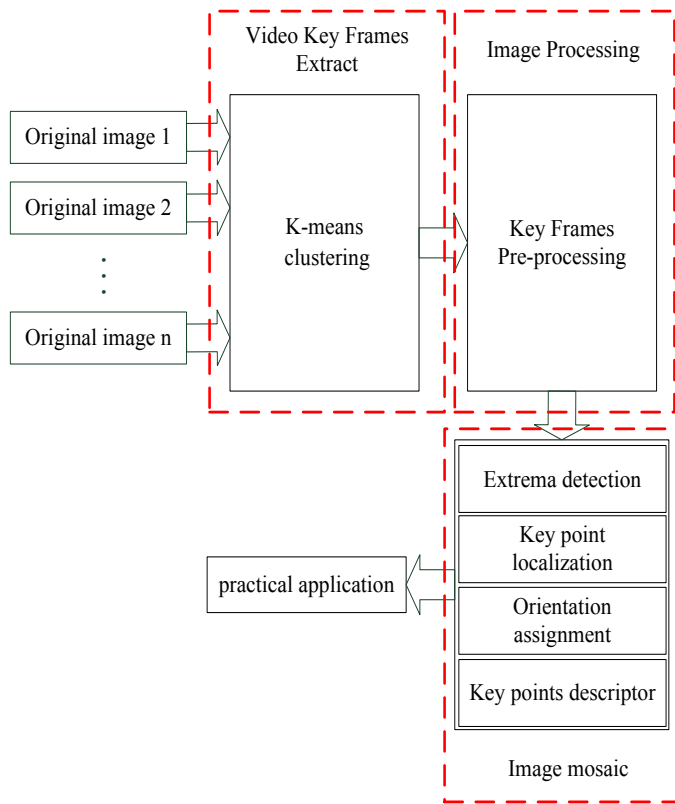 Video Key Frames
Extract
Image Processing
Original image 1
Original image 2
Original image n
K-means
clustering
Key Frames
Pre-processing
Extrema detection
Key point
localization
Orientation
assignment
Key points descriptor
practical application
Image mosaic